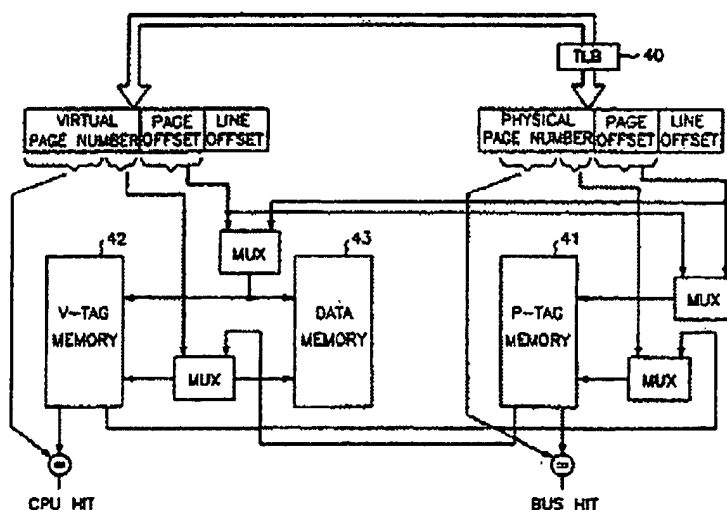 TLB
40
VIRTUAL
PAGE NUMBER
PAGE
OFFSET
LINE
OFFSET
PHYSICAL
PAGE NUMBER
PAGE
OFFSET
LINE
OFFSET
42
43
41
MUX
MUX
V-TAG
MEMORY
DATA
MEMORY
P-TAG
MEMORY
MUX
MUX
=
=
CPU HIT
BUS HIT